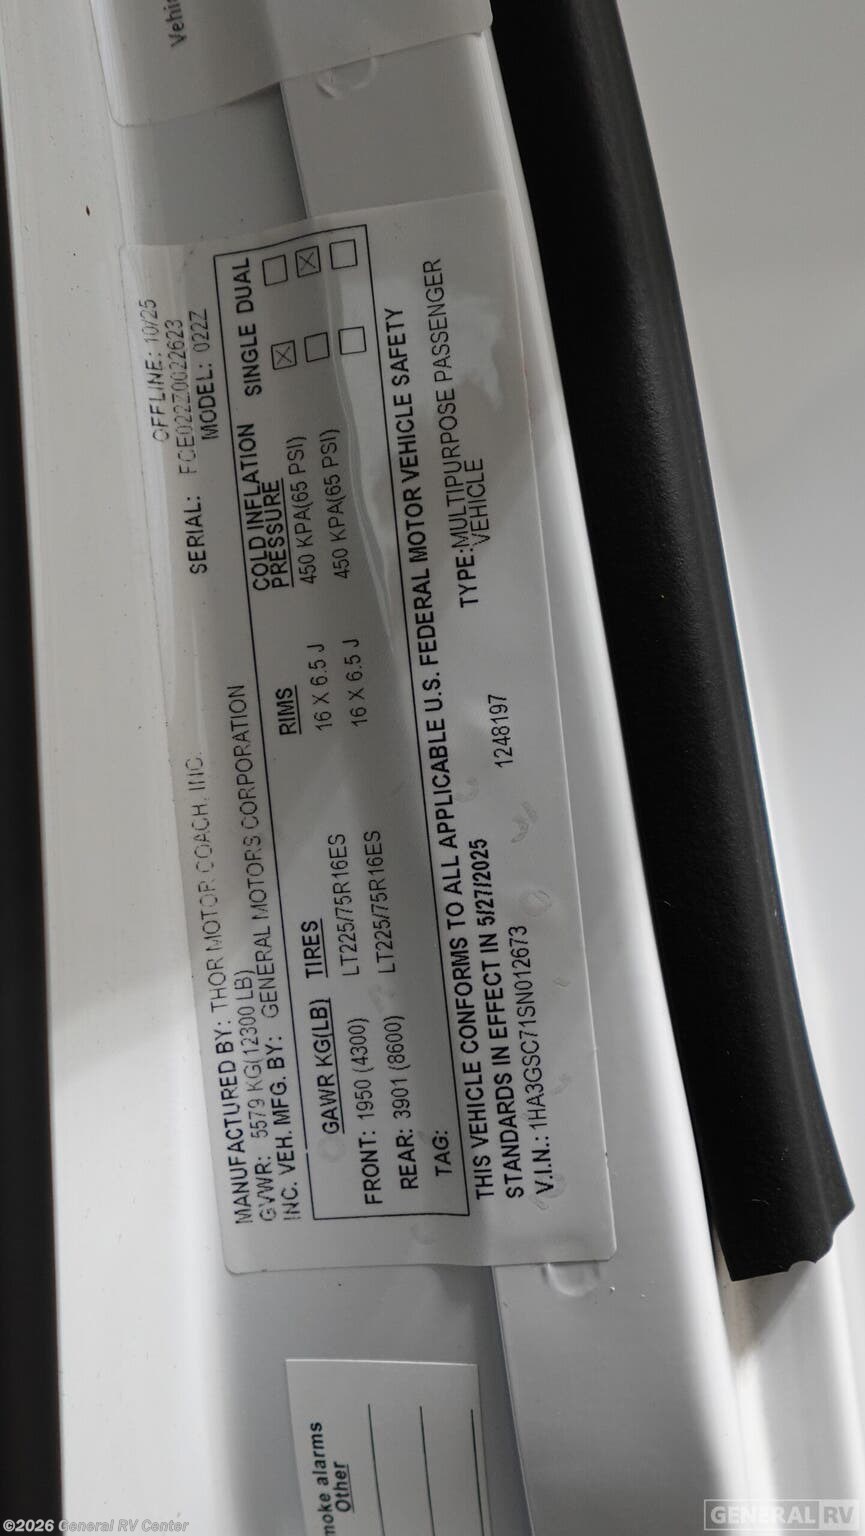 Vehi
OFFLINE: 10/25
SERIAL: FCE022Z0022623
MODEL: 022Z
MANUFACTURED BY: THOR MOTOR COACH, INC.
GVWR: 5579 KG(12300 LB)
INC. VEH. MFG. BY: GENERAL MOTORS CORPORATION
GAWR KG(LB) TIRES RIMS COLD INFLATION PRESSURE SINGLE DUAL
FRONT: 1950 (4300) LT225/75R16ES 16 X 6.5 J 450 KPA(65 PSI) ☒ ☐
REAR: 3901 (8600) LT225/75R16ES 16 X 6.5 J 450 KPA(65 PSI) ☐ ☒
TAG: ☐ ☐
THIS VEHICLE CONFORMS TO ALL APPLICABLE U.S. FEDERAL MOTOR VEHICLE SAFETY
STANDARDS IN EFFECT IN 5/27/2025
TYPE:MULTIPURPOSE PASSENGER
VEHICLE
V.I.N.: 1HA3GSC71SN012673 1248197
moke alarms
Other
©2026 General RV Center
GENERAL RV